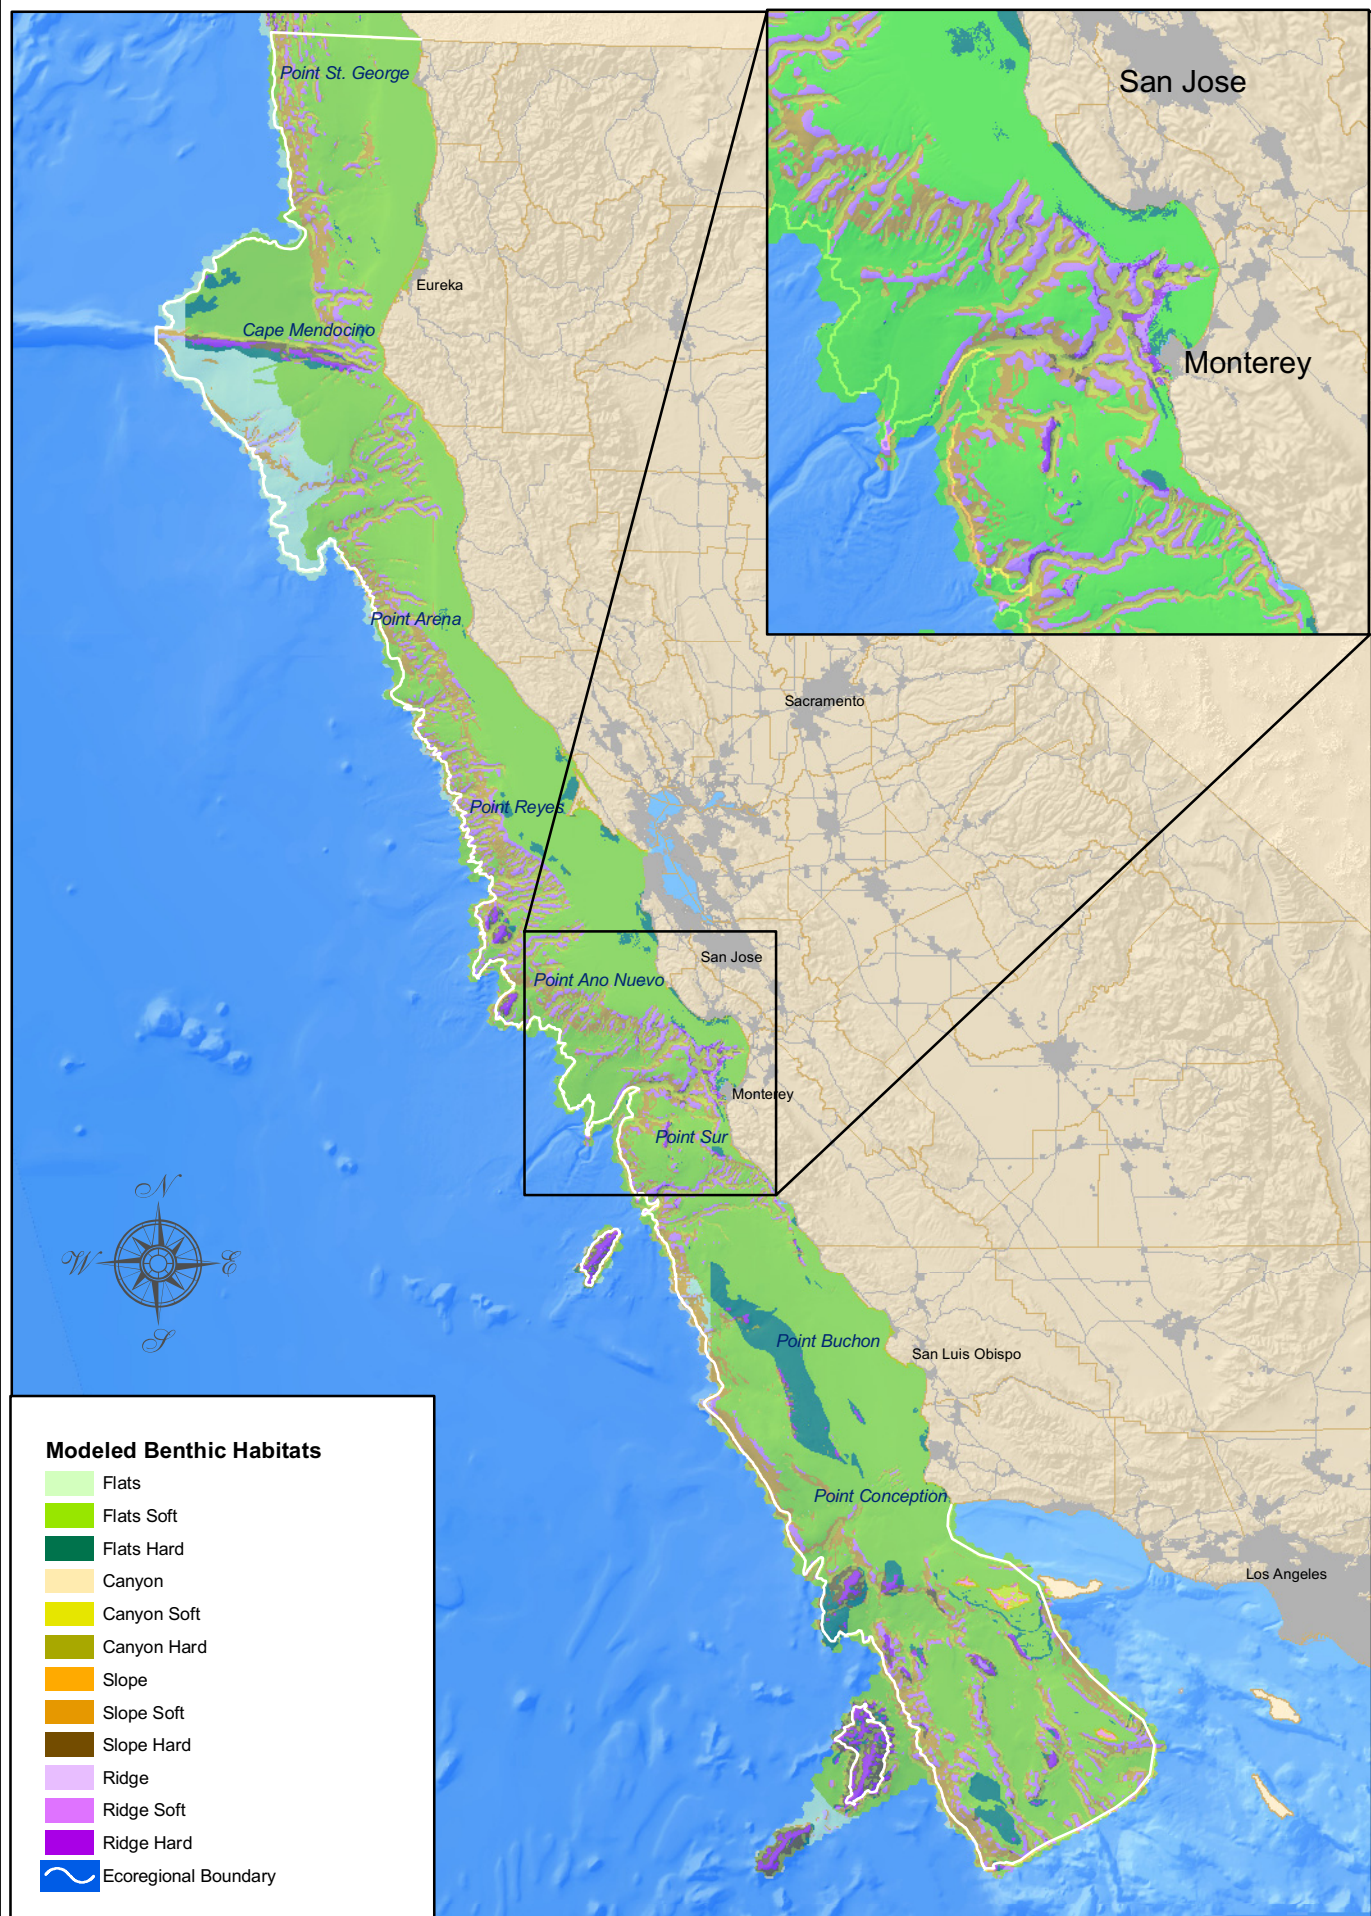 Point St. George
San Jose
Eureka
Cape Mendocino
Monterey
Point Arena
Sacramento
Point Reyes
San Jose
Point Ano Nuevo
Monterey
Point Sur
N
W
E
S
Point Buchon
San Luis Obispo
Point Conception
Los Angeles
Modeled Benthic Habitats
Flats
Flats Soft
Flats Hard
Canyon
Canyon Soft
Canyon Hard
Slope
Slope Soft
Slope Hard
Ridge
Ridge Soft
Ridge Hard
Ecoregional Boundary